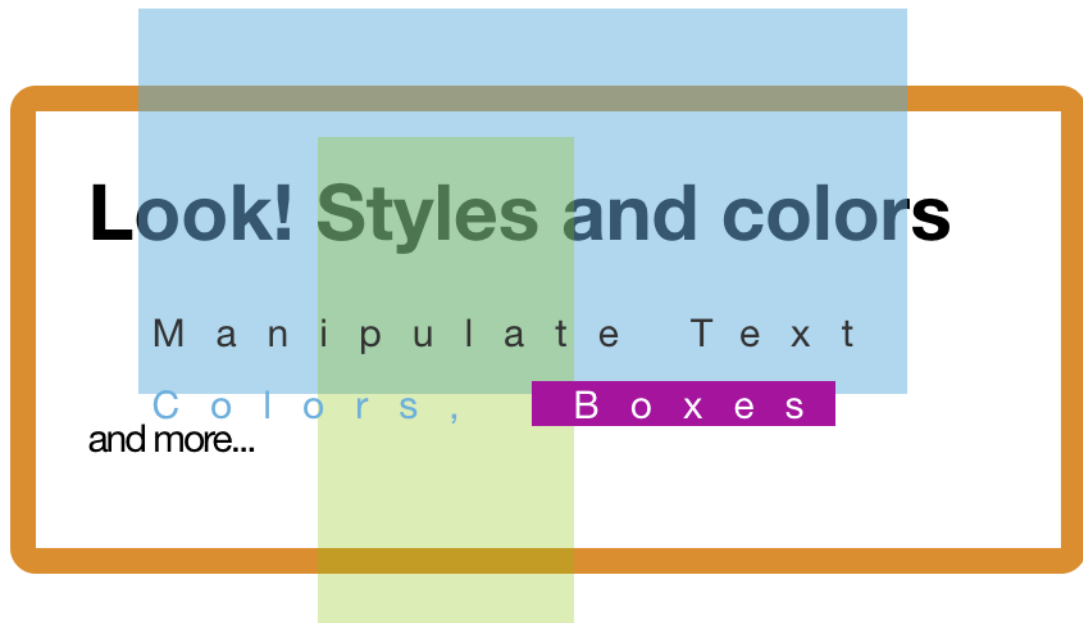 Look! Styles and colors
Manipulate Text
Colors, Boxes
and more...